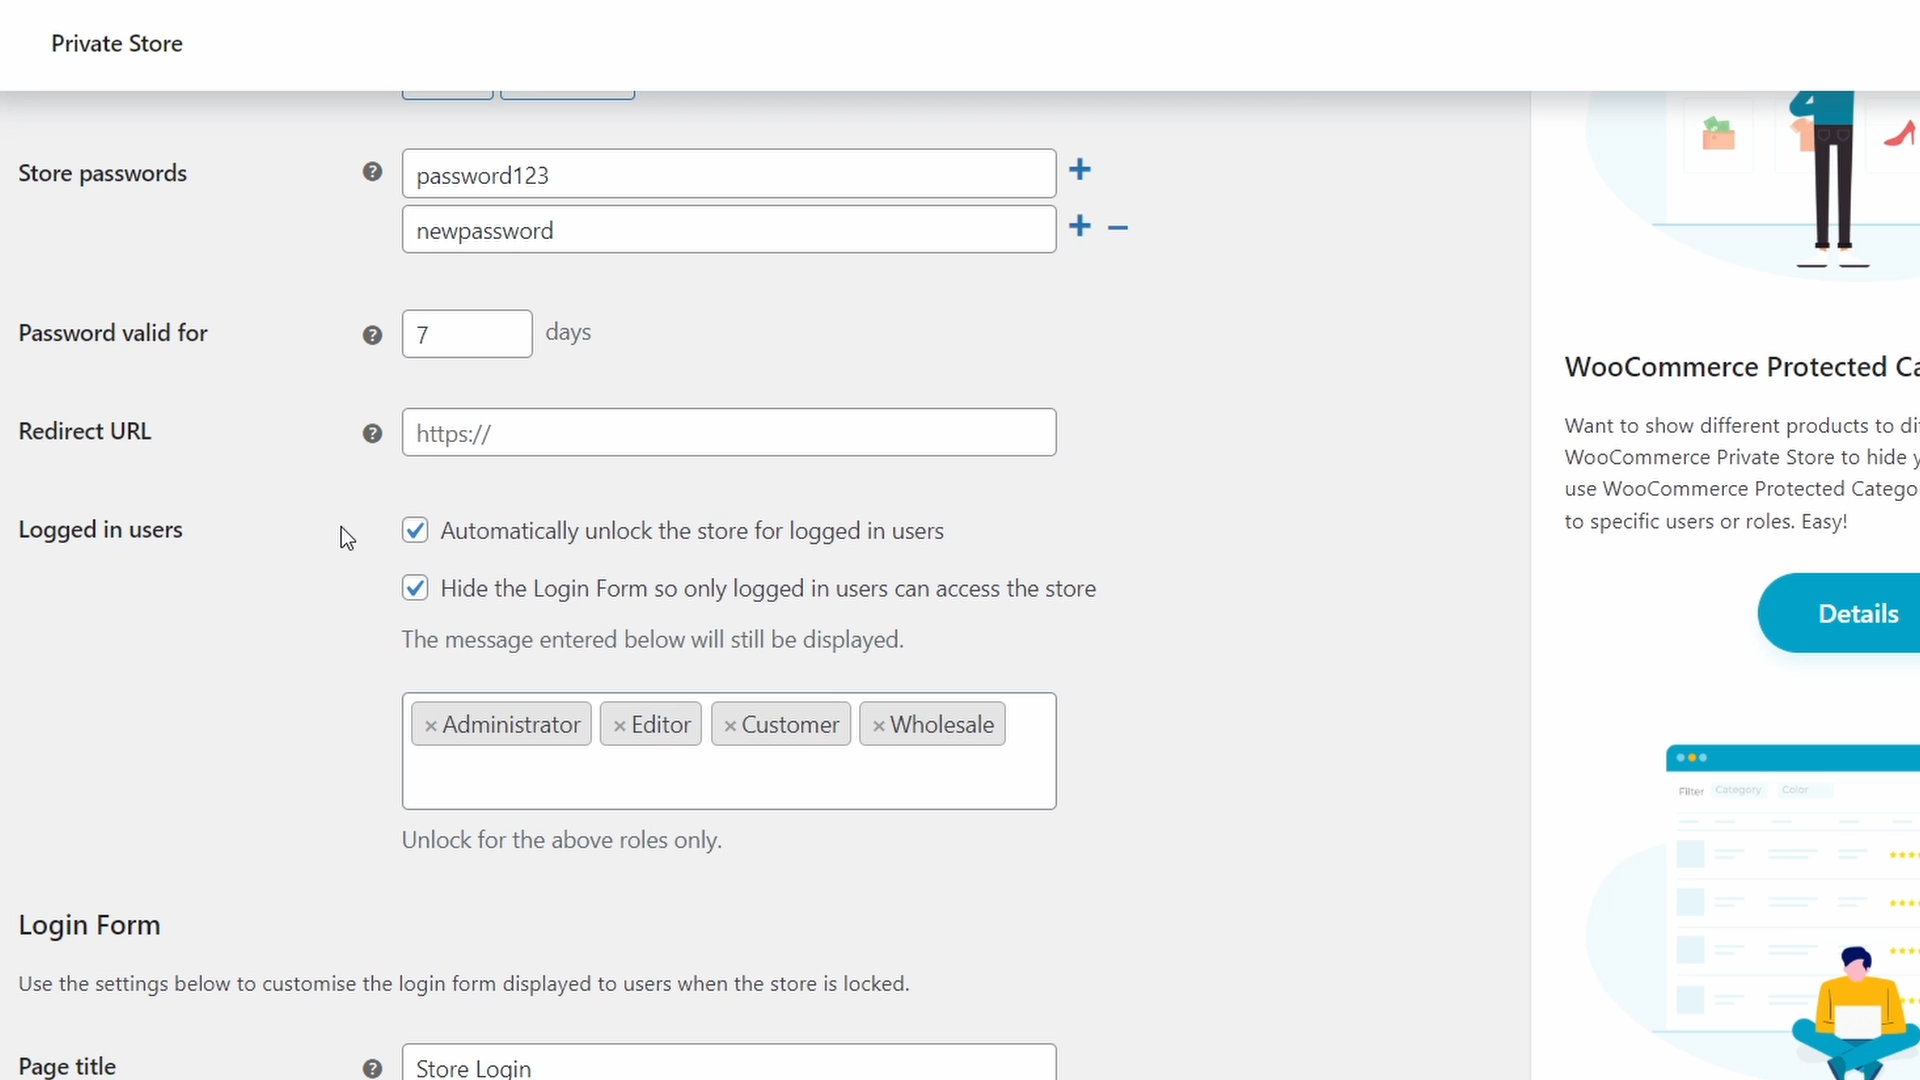 Private Store
Store passwords
password123
newpassword
Password valid for
7
days
Redirect URL
https://
Logged in users
Automatically unlock the store for logged in users
Hide the Login Form so only logged in users can access the store
The message entered below will still be displayed.
× Administrator × Editor × Customer × Wholesale
Unlock for the above roles only.
Login Form
Use the settings below to customise the login form displayed to users when the store is locked.
Page title
Store Login
WooCommerce Protected Ca
Want to show different products to di
WooCommerce Private Store to hide y
use WooCommerce Protected Catego
to specific users or roles. Easy!
Details
Filter Category Color